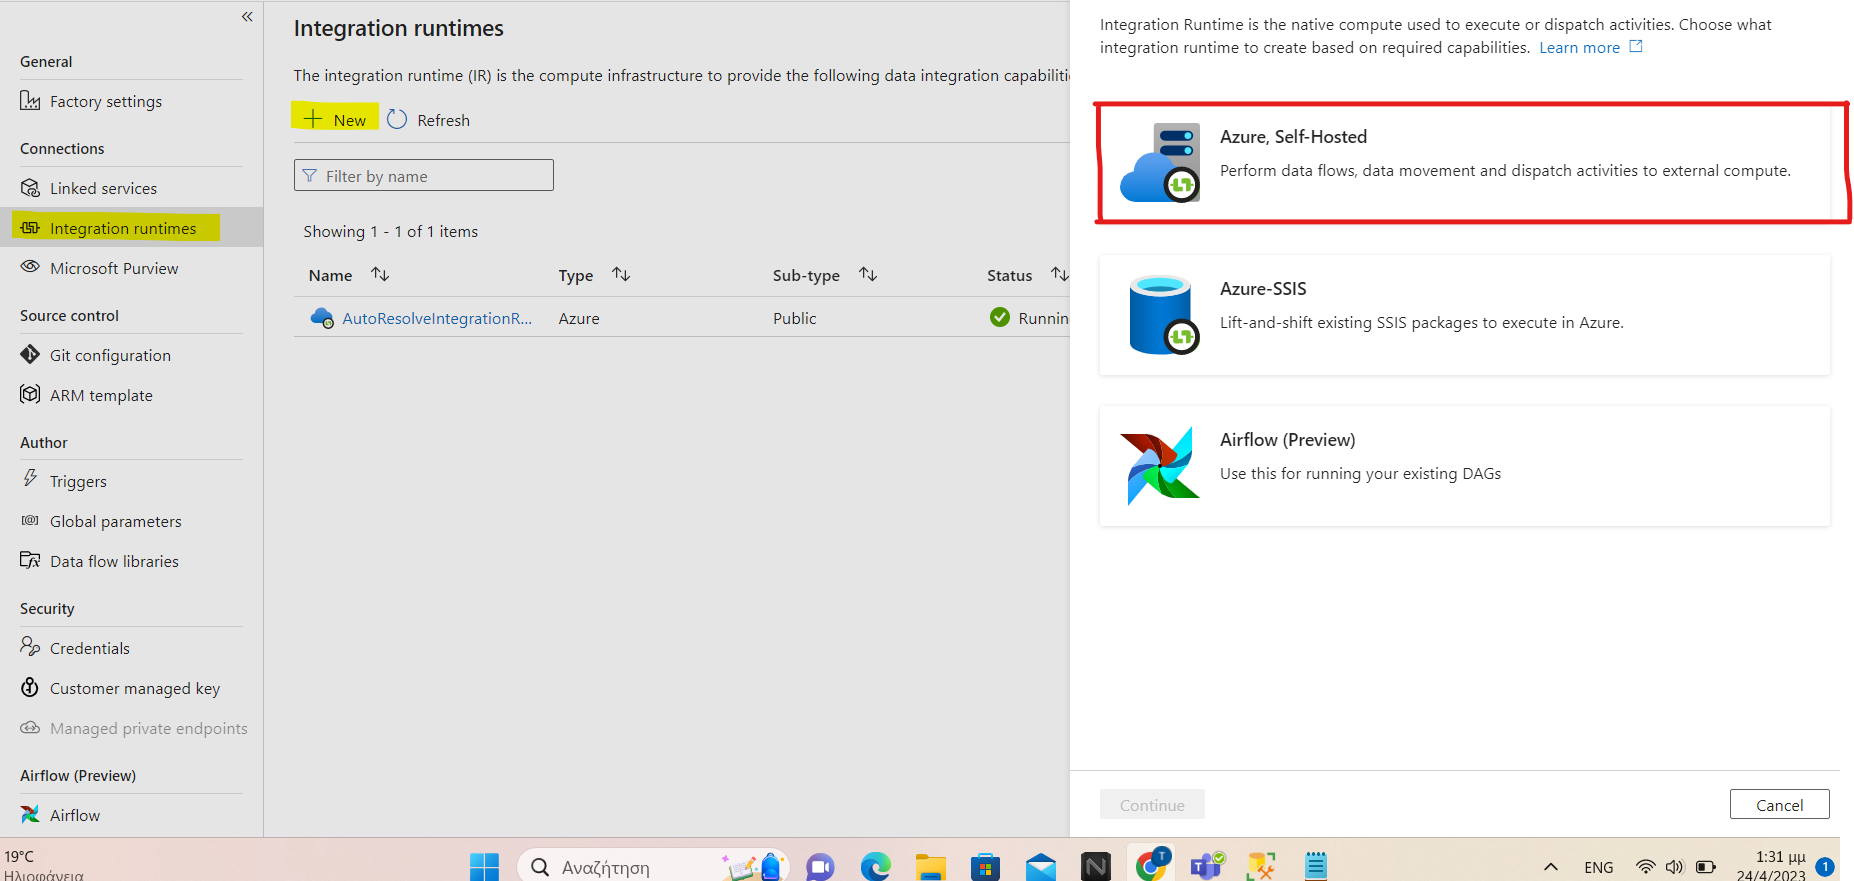 General
Factory settings
Connections
Linked services
Integration runtimes
Microsoft Purview
Source control
Git configuration
ARM template
Author
Triggers
Global parameters
Data flow libraries
Security
Credentials
Customer managed key
Managed private endpoints
Airflow (Preview)
Airflow
Integration runtimes
The integration runtime (IR) is the compute infrastructure to provide the following data integration
New Refresh
Filter by name
Showing 1 - 1 of 1 items
Name Type Sub-type Status
AutoResolveIntegrationR... Azure Public Runnin
Integration Runtime is the native compute used to execute or dispatch activities. Choose what
integration runtime to create based on required capabilities. Learn more
Azure, Self-Hosted
Perform data flows, data movement and dispatch activities to external compute.
Azure-SSIS
Lift-and-shift existing SSIS packages to execute in Azure.
Airflow (Preview)
Use this for running your existing DAGs
Continue Cancel
19°C
Ηλιοφάνεια
Αναζήτηση
T
T
N
ENG
1:31 μμ
24/4/2023
1